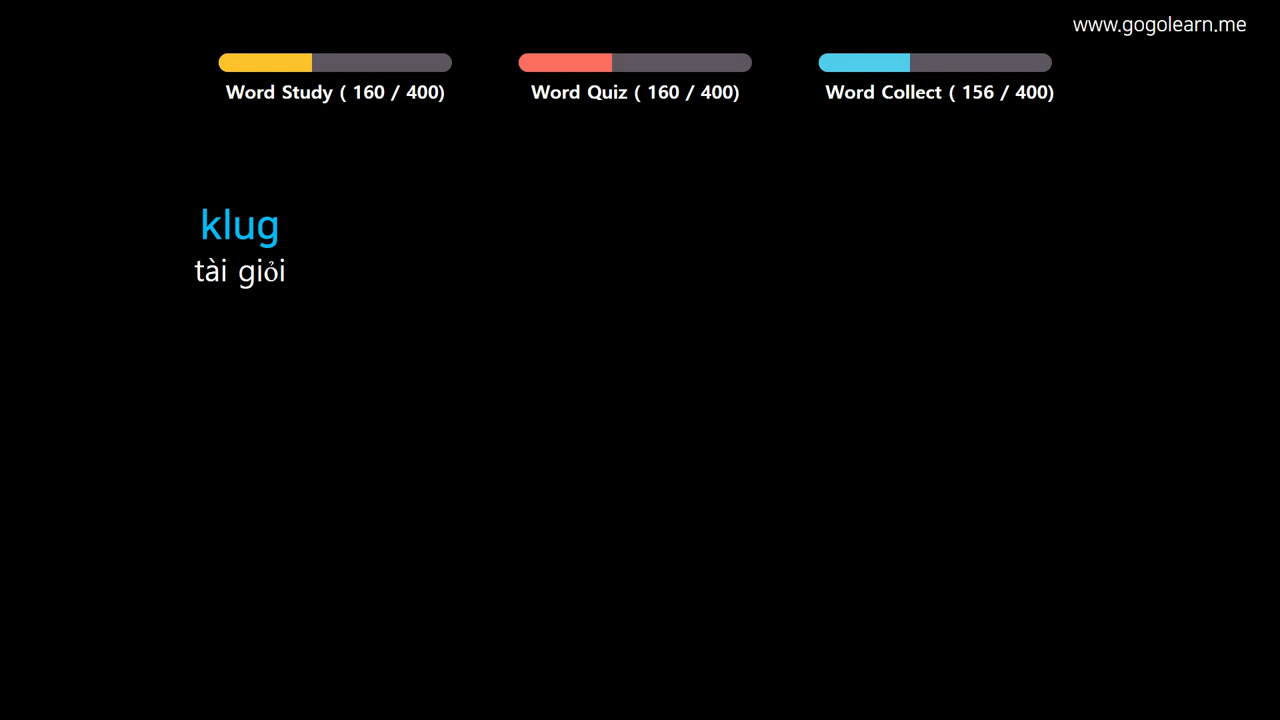 www.gogolearn.me
Word Study ( 160 / 400)
Word Quiz ( 160 / 400)
Word Collect ( 156 / 400)
klug
tài giỏi